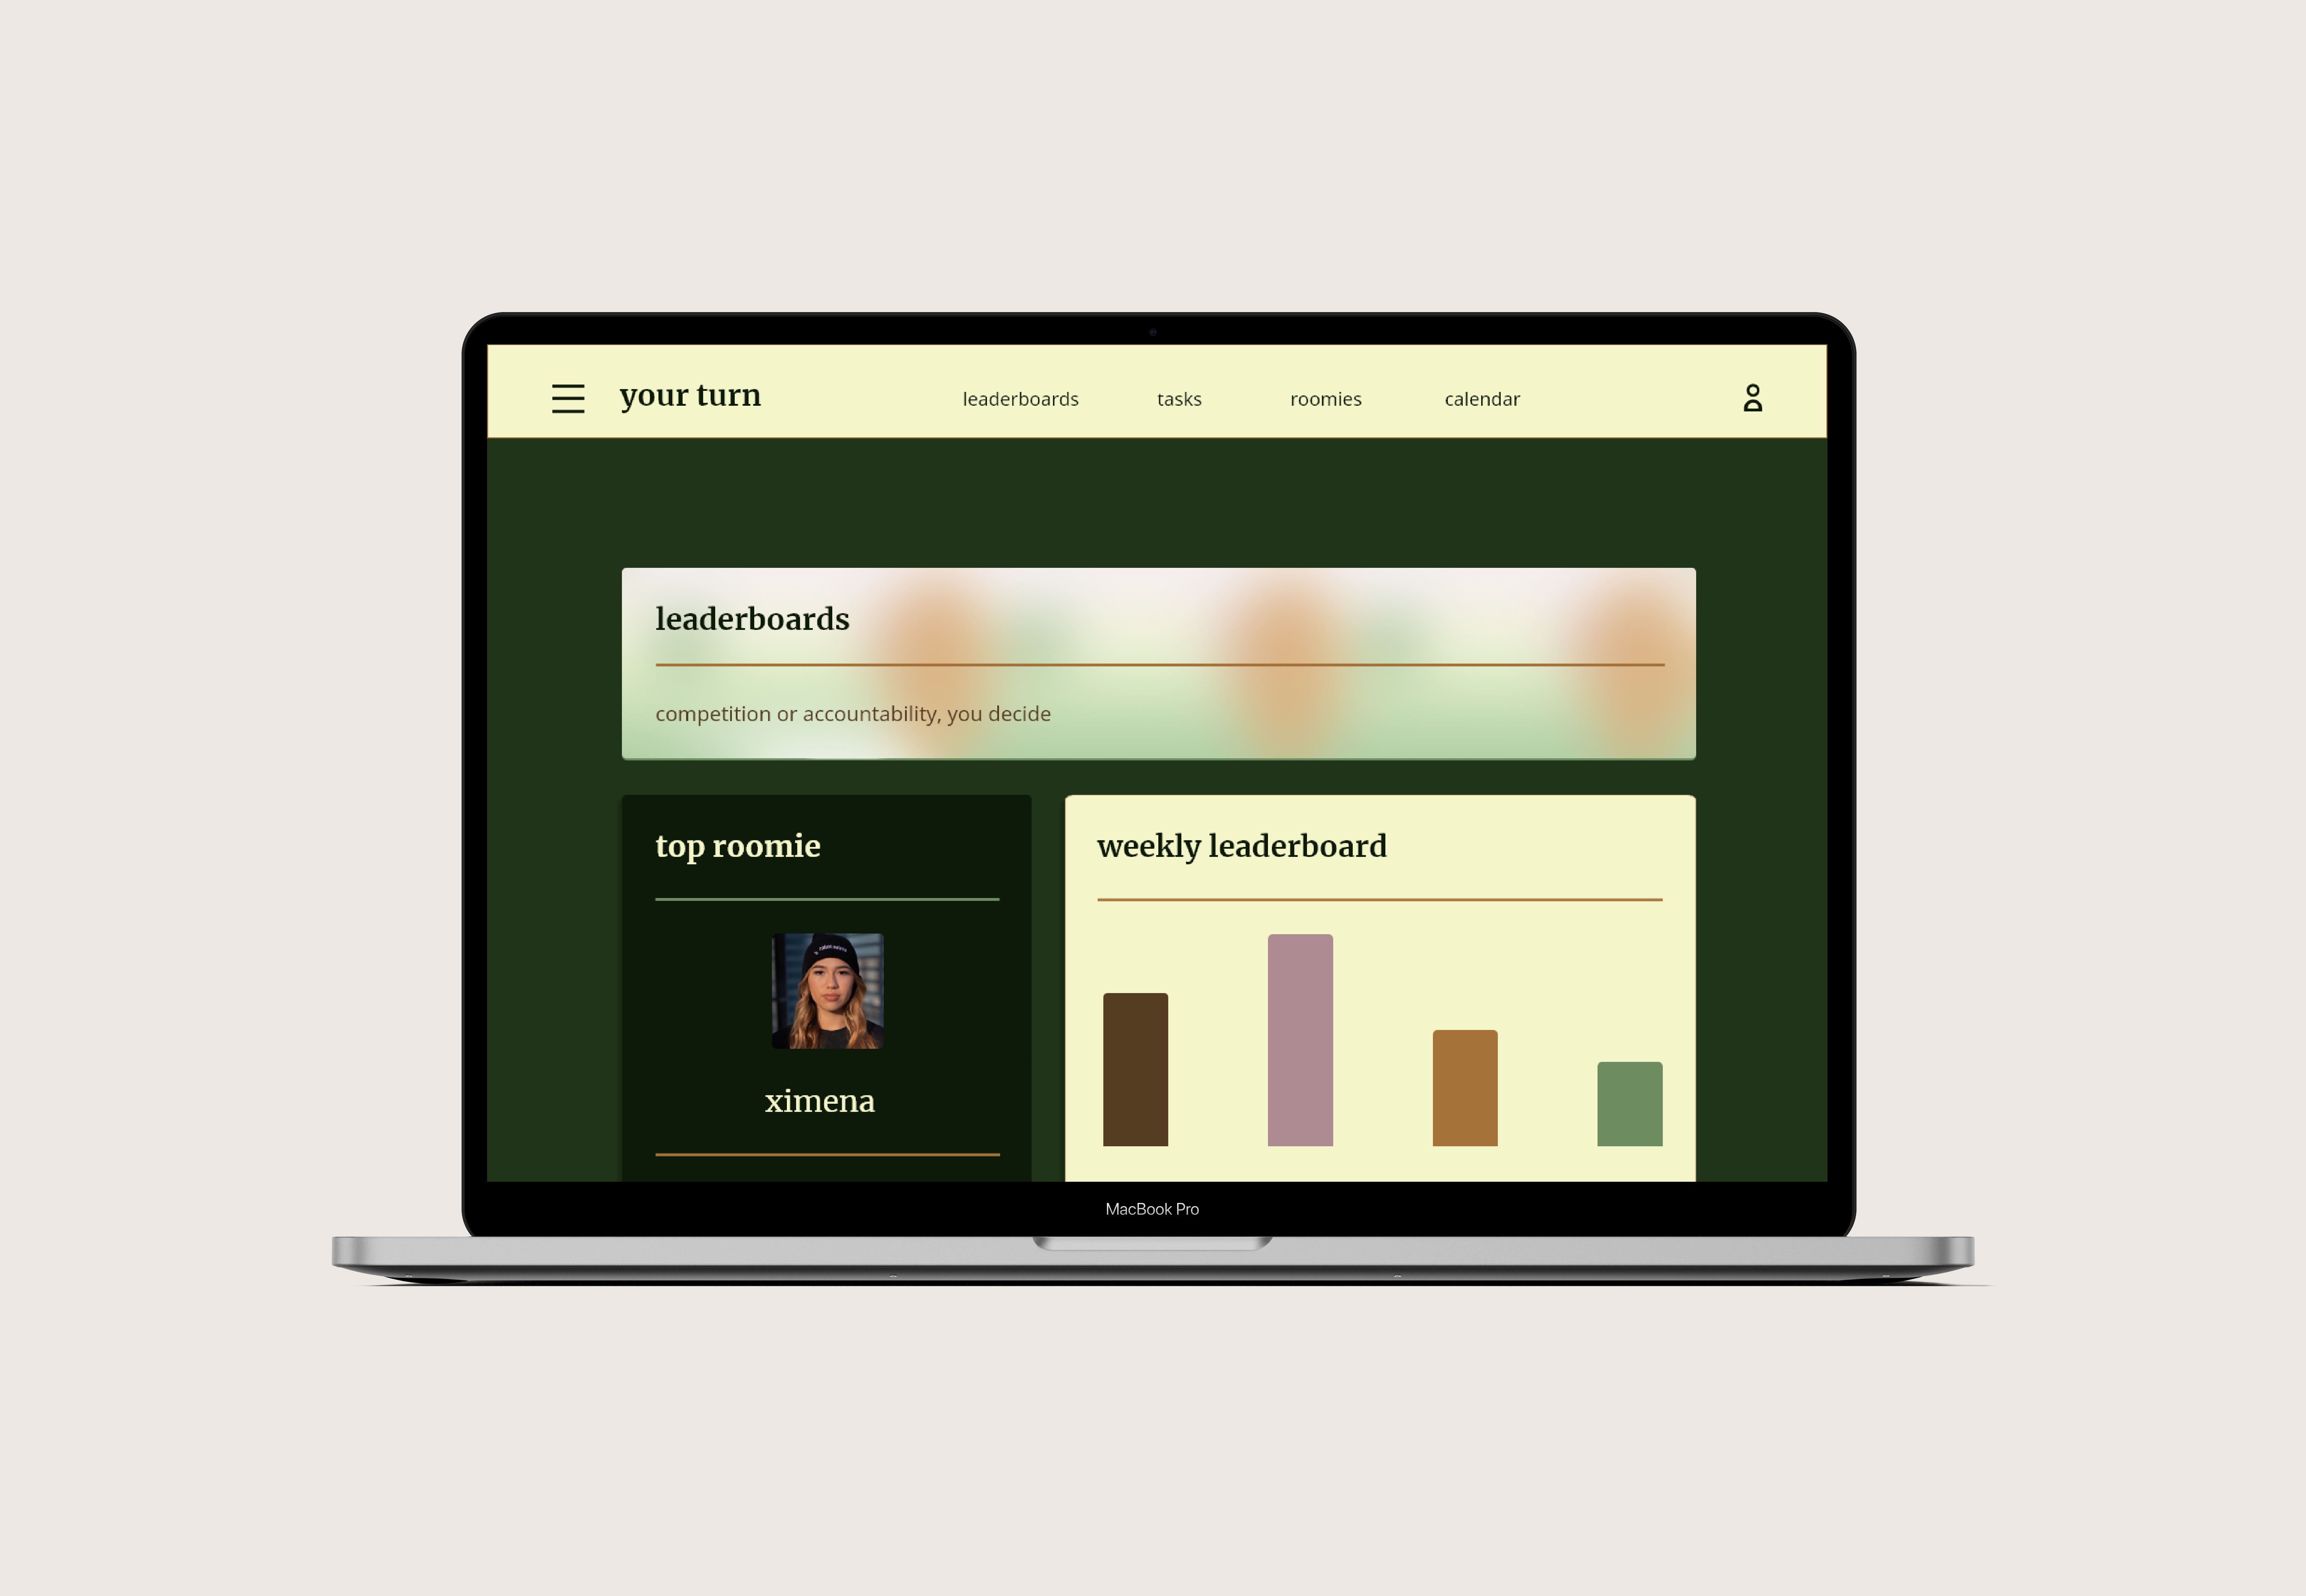 your turn
leaderboards
tasks
roomies
calendar
leaderboards
competition or accountability, you decide
top roomie
weekly leaderboard
ximena
MacBook Pro